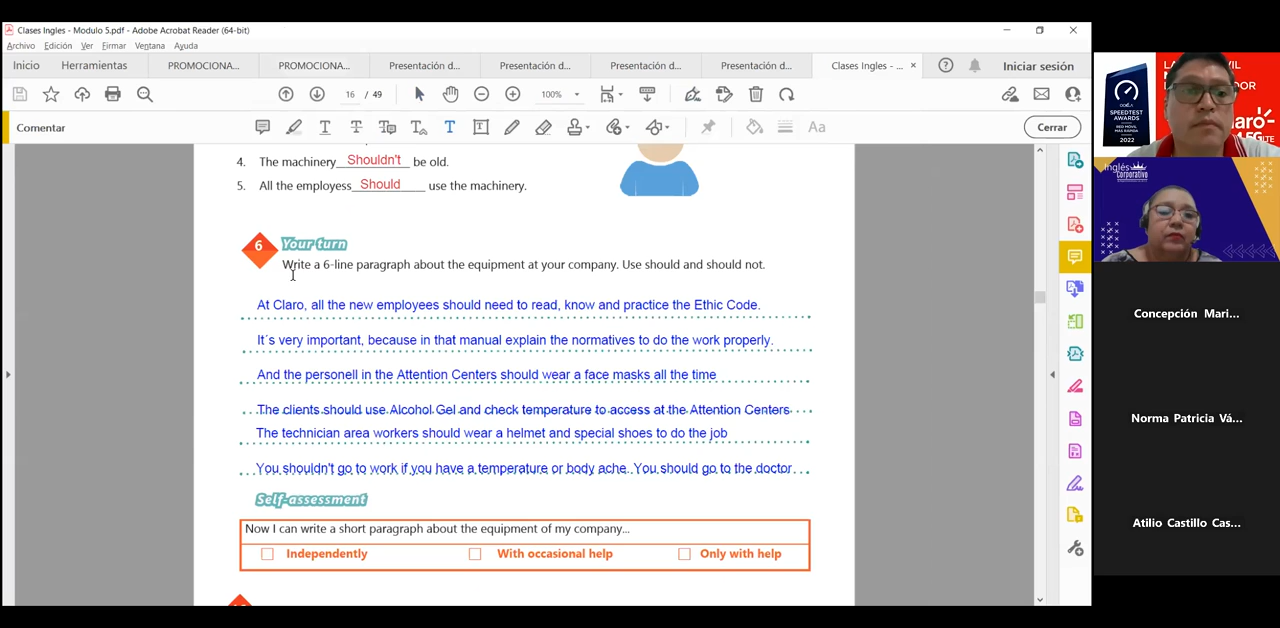 Clases Ingles - Modulo 5.pdf - Adobe Acrobat Reader (64-bit)
Archivo Edición Ver Firmar Ventana Ayuda
Inicio Herramientas PROMOCIONA... PROMOCIONA... Presentación d... Presentación d... Presentación d... Presentación d... Clases Ingles - ... × Iniciar sesión
16 / 49 100%
Comentar Cerrar
4. The machinery Shouldn't be old.
5. All the employess Should use the machinery.
6 Your turn
Write a 6-line paragraph about the equipment at your company. Use should and should not.
At Claro, all the new employees should need to read, know and practice the Ethic Code.
It´s very important, because in that manual explain the normatives to do the work properly.
And the personell in the Attention Centers should wear a face masks all the time
The clients should use Alcohol Gel and check temperature to access at the Attention Centers
The technician area workers should wear a helmet and special shoes to do the job
You shouldn't go to work if you have a temperature or body ache. You should go to the doctor
Self-assessment
Now I can write a short paragraph about the equipment of my company...
Independently With occasional help Only with help
SPEEDTEST
AWARDS
2022
Inglés
Corporativo
Concepción Mari...
Norma Patricia Vá...
Atilio Castillo Cas...